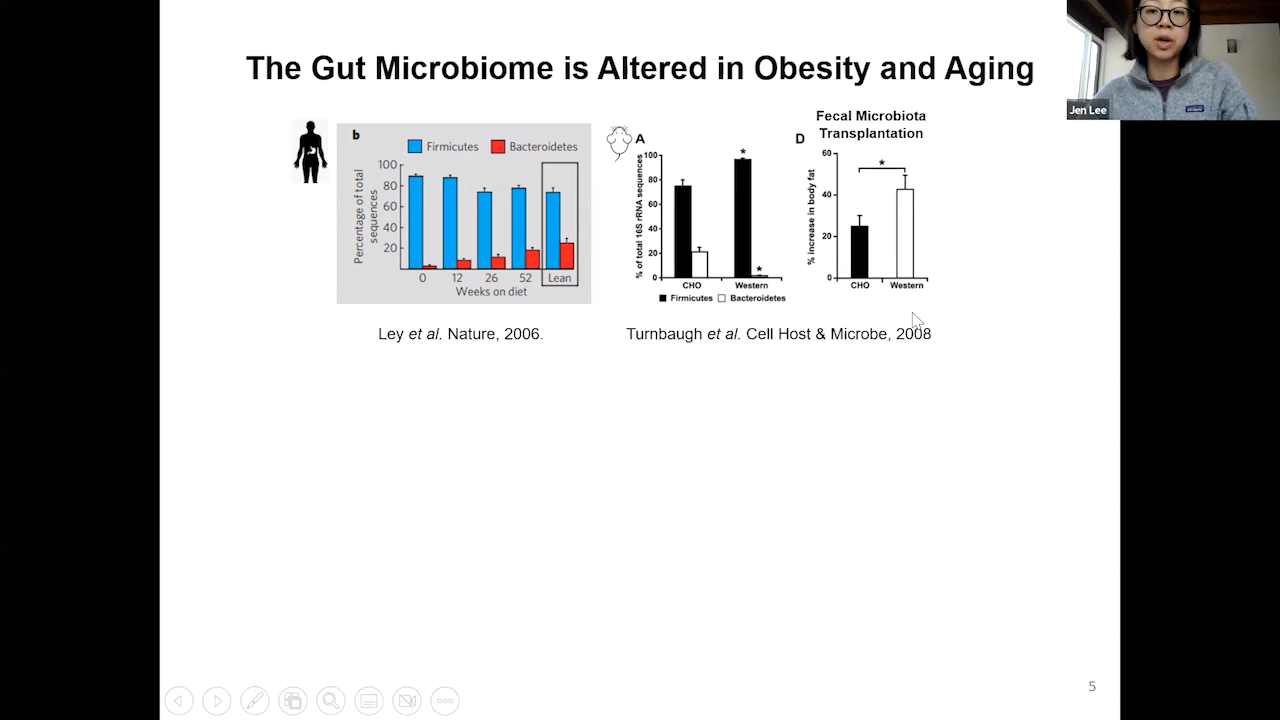 The Gut Microbiome is Altered in Obesity and Aging
Jen Lee
b
Firmicutes
Bacteroidetes
Percentage of total
sequences
100
80
60
40
20
0
12
26
52
Lean
Weeks on diet
Ley et al. Nature, 2006.
A
% of total 16S rRNA sequences
100
80
60
40
20
0
*
*
CHO
Western
Firmicutes
Bacteroidetes
Fecal Microbiota
Transplantation
D
% increase in body fat
60
40
20
0
*
CHO
Western
Turnbaugh et al. Cell Host & Microbe, 2008
5